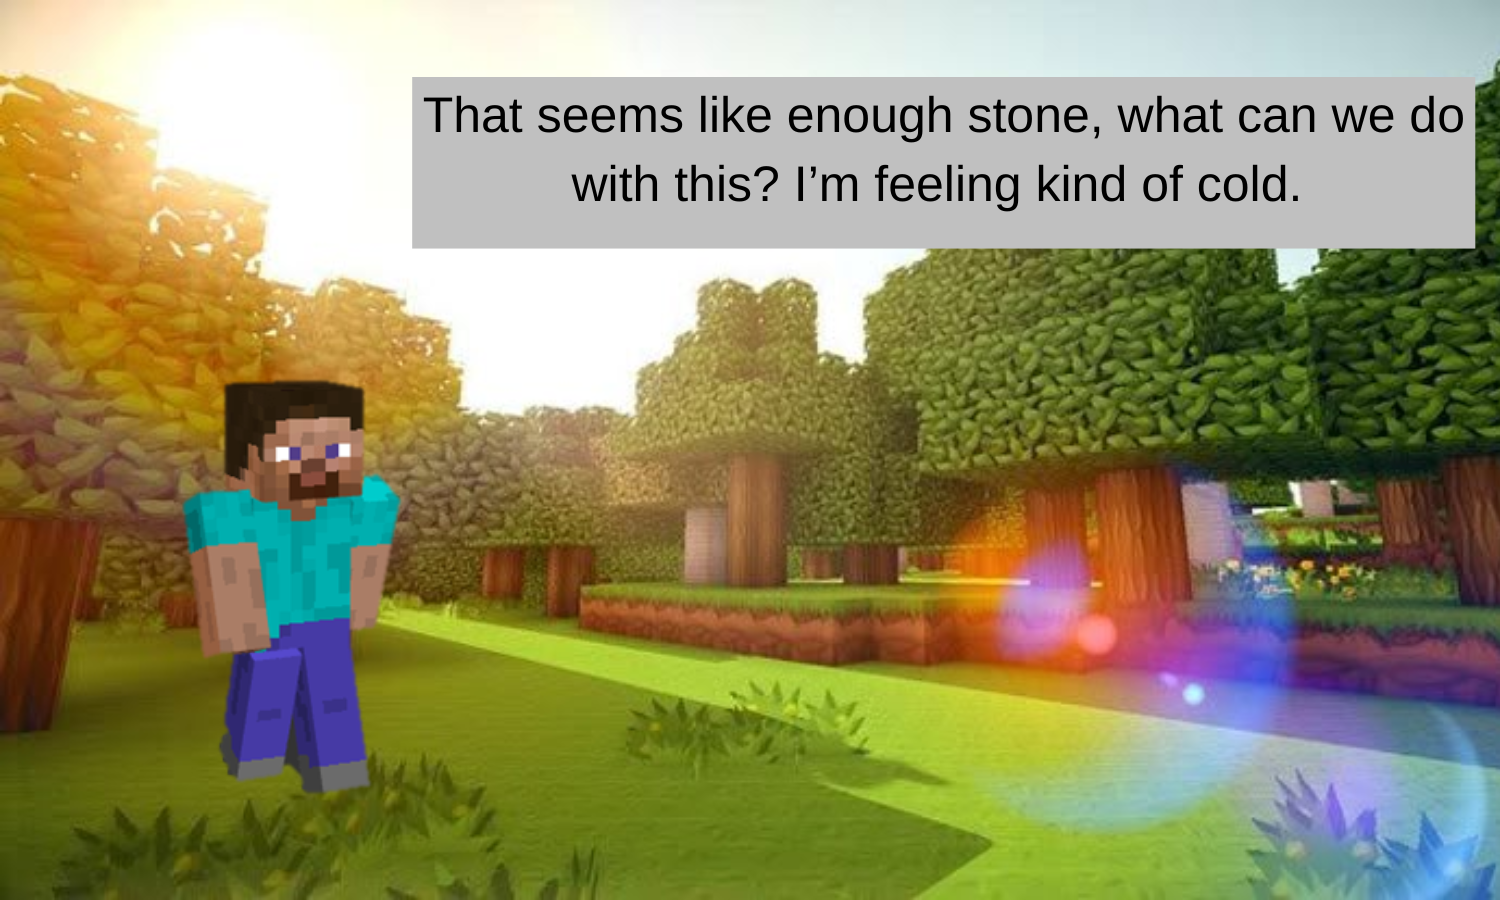 That seems like enough stone, what can we do
with this? I’m feeling kind of cold.